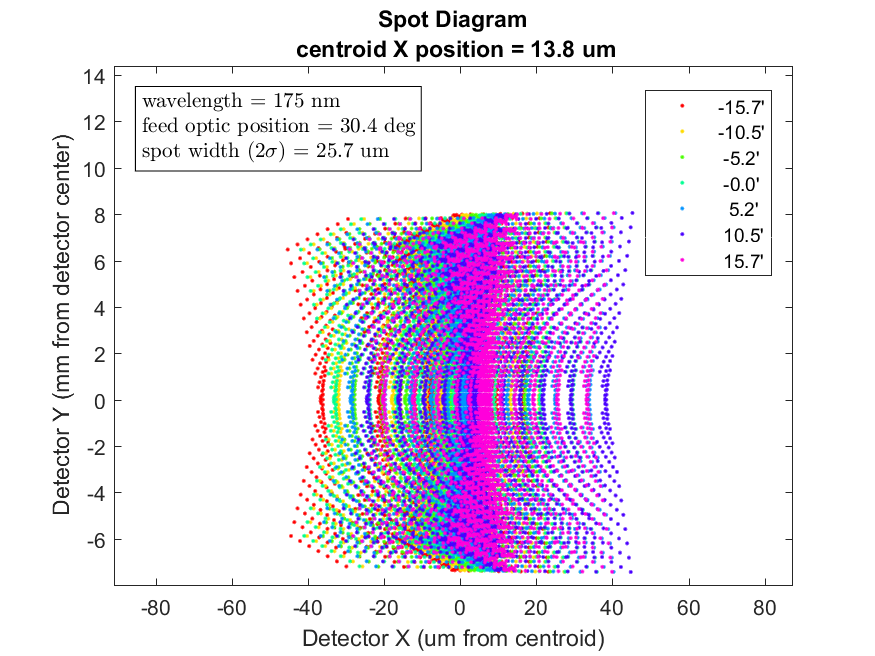 Spot Diagram
centroid X position = 13.8 um
wavelength = 175 nm
feed optic position = 30.4 deg
spot width (2σ) = 25.7 um
-15.7'
-10.5'
-5.2'
-0.0'
5.2'
10.5'
15.7'
Detector Y (mm from detector center)
14
12
10
8
6
4
2
0
-2
-4
-6
-80 -60 -40 -20 0 20 40 60 80
Detector X (um from centroid)